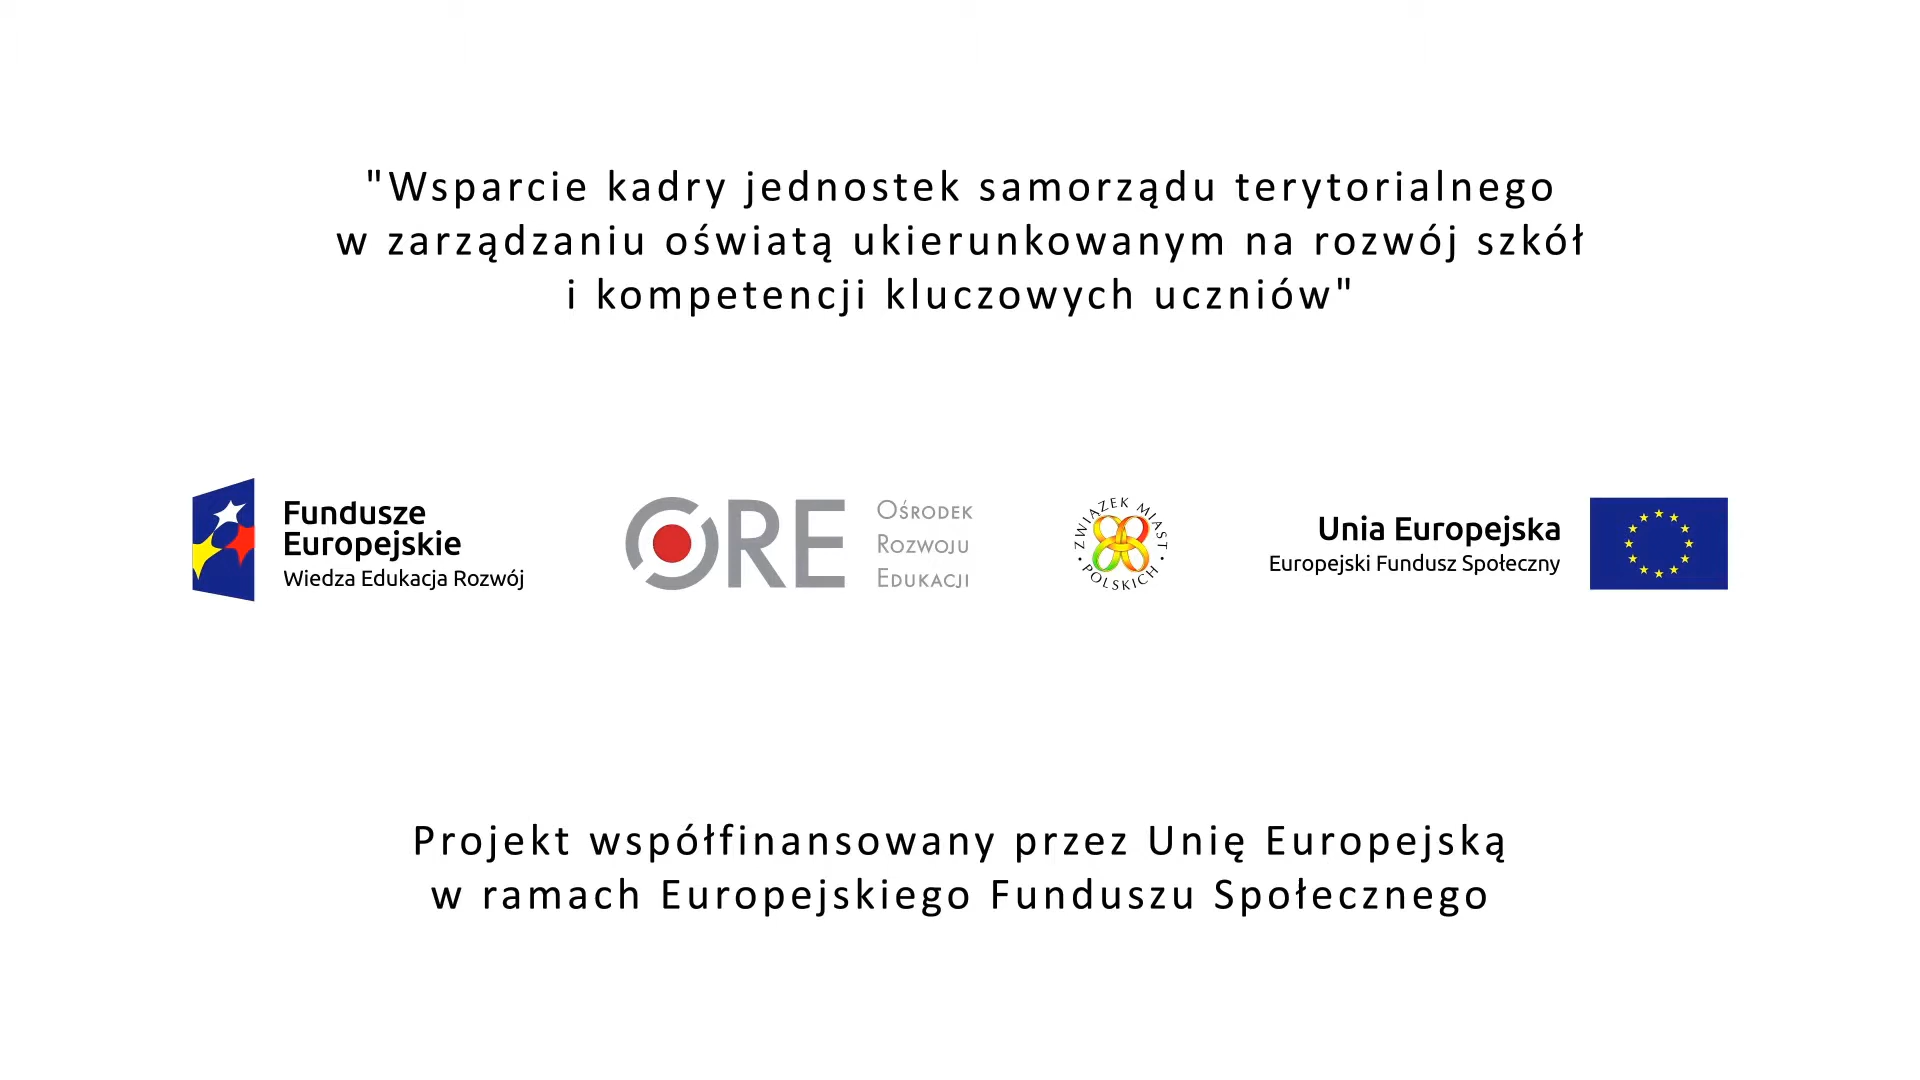 "Wsparcie kadry jednostek samorządu terytorialnego
w zarządzaniu oświatą ukierunkowanym na rozwój szkół
i kompetencji kluczowych uczniów"
Fundusze
Europejskie
Wiedza Edukacja Rozwój
ORE
Ośrodek
Rozwoju
Edukacji
ZWIĄZEK MIAST
• POLSKICH •
Unia Europejska
Europejski Fundusz Społeczny
Projekt współfinansowany przez Unię Europejską
w ramach Europejskiego Funduszu Społecznego